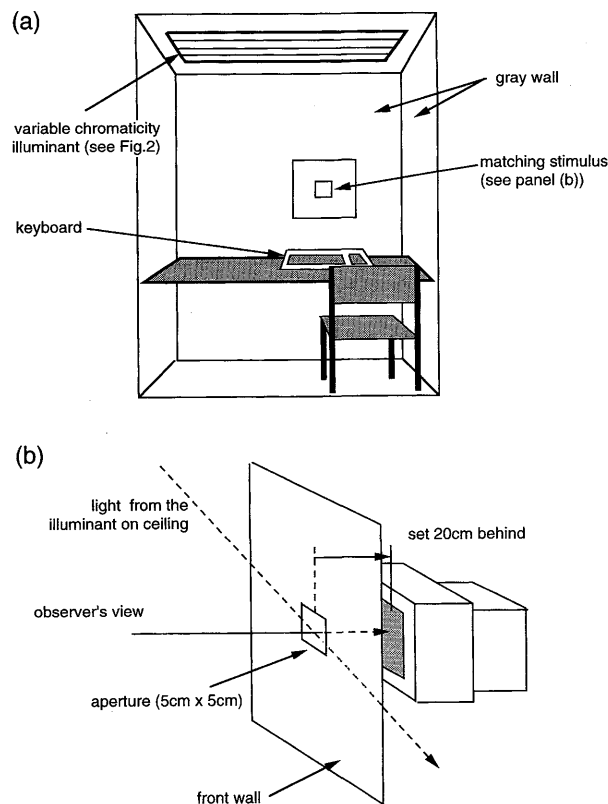 (a)
gray wall
variable chromaticity
illuminant (see Fig.2)
matching stimulus
(see panel (b))
keyboard
(b)
light from the
illuminant on ceiling
set 20cm behind
observer's view
aperture (5cm x 5cm)
front wall